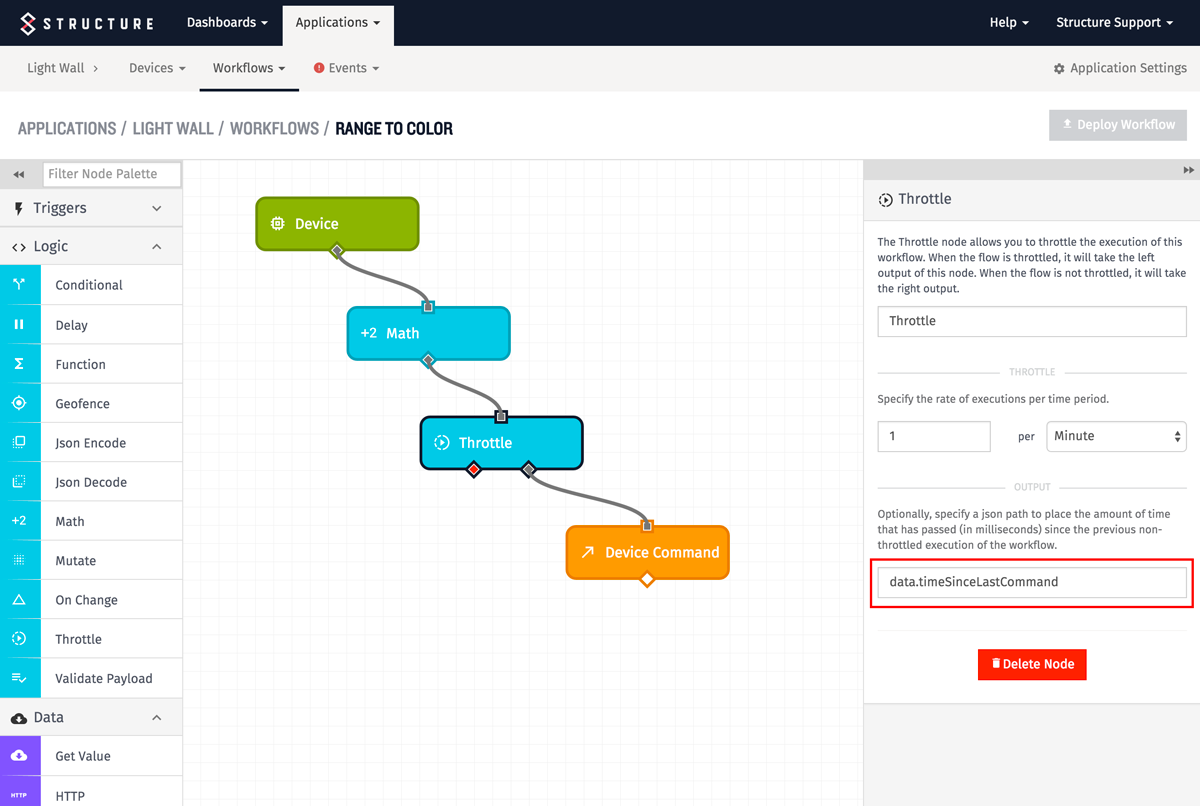 STRUCTURE
Dashboards
Applications
Help
Structure Support
Light Wall
Devices
Workflows
Events
Application Settings
APPLICATIONS / LIGHT WALL / WORKFLOWS / RANGE TO COLOR
Deploy Workflow
Filter Node Palette
Triggers
Logic
Conditional
Delay
Function
Geofence
Json Encode
Json Decode
+2 Math
Mutate
On Change
Throttle
Validate Payload
Data
Get Value
HTTP HTTP
Device
+2 Math
Throttle
Device Command
Throttle
The Throttle node allows you to throttle the execution of this
workflow. When the flow is throttled, it will take the left
output of this node. When the flow is not throttled, it will take
the right output.
Throttle
THROTTLE
Specify the rate of executions per time period.
1 per Minute
OUTPUT
Optionally, specify a json path to place the amount of time
that has passed (in milliseconds) since the previous non-
throttled execution of the workflow.
data.timeSinceLastCommand
Delete Node